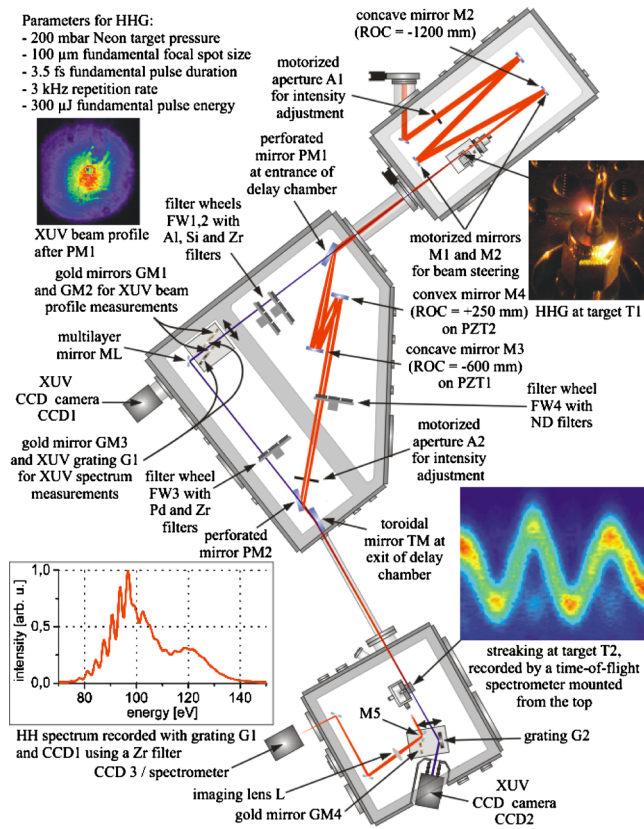 Parameters for HHG:
- 200 mbar Neon target pressure
- 100 μm fundamental focal spot size
- 3.5 fs fundamental pulse duration
- 3 kHz repetition rate
- 300 μJ fundamental pulse energy
concave mirror M2
(ROC = -1200 mm)
motorized
aperture A1
for intensity
adjustment
perforated
mirror PM1
at entrance of
delay chamber
filter wheels
FW1,2 with
Al, Si and Zr
filters
XUV beam profile
after PM1
motorized mirrors
M1 and M2
for beam steering
HHG at target T1
gold mirrors GM1
and GM2 for XUV beam
profile measurements
multilayer
mirror ML
convex mirror M4
(ROC = +250 mm)
on PZT2
concave mirror M3
(ROC = -600 mm)
on PZT1
XUV
CCD camera
CCD1
filter wheel
FW4 with
ND filters
gold mirror GM3
and XUV grating G1
for XUV spectrum
measurements
filter wheel
FW3 with
Pd and Zr
filters
motorized
aperture A2
for intensity
adjustment
perforated
mirror PM2
toroidal
mirror TM at
exit of delay
chamber
streaking at target T2,
recorded by a time-of-flight
spectrometer mounted
from the top
intensity [arb. u.]
1,0
0,5
0,0
80 100 120 140
energy [eV]
HH spectrum recorded with grating G1
and CCD1 using a Zr filter
CCD 3 / spectrometer
M5
grating G2
imaging lens L
gold mirror GM4
XUV
CCD camera
CCD2